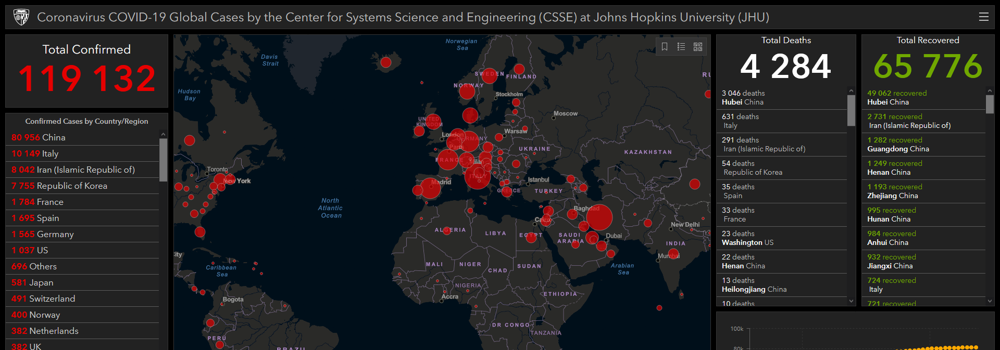 Coronavirus COVID-19 Global Cases by the Center for Systems Science and Engineering (CSSE) at Johns Hopkins University (JHU)
Total Confirmed
119 132
Confirmed Cases by Country/Region
80 956 China
10 149 Italy
8 042 Iran (Islamic Republic of)
7 755 Republic of Korea
1 784 France
1 695 Spain
1 565 Germany
1 037 US
696 Others
581 Japan
491 Switzerland
400 Norway
382 Netherlands
382 UK
Norwegian
Sea
Davis
Strait
Hudson
Bay
SWEDEN
FINLAND
NORWAY
RU
Stockholm
Moscow
UNITED
KINGDOM
London
GERMANY
Warsaw
Paris
UKRAINE
KAZAKHSTAN
FRANCE
Milan
Toronto
New York
ITALY
Madrid
Istanbul
GREECE
TURKEY
North
Atlantic
Ocean
Baghdad
Cairo
New Delhi
ALGERIA
LIBYA
EGYPT
SAUDI
ARABIA
Dubai
INDIA
Mumbai
ity
Caribbean
Sea
MALI
NIGER
CHAD
SUDAN
Arabian
Sea
NIGERIA
Accra
ETHIOPIA
Bogota
DR CONGO
TANZANIA
PERU
BRAZIL
Total Deaths
4 284
3 046 deaths
Hubei China
631 deaths
Italy
291 deaths
Iran (Islamic Republic of)
54 deaths
Republic of Korea
35 deaths
Spain
33 deaths
France
23 deaths
Washington US
22 deaths
Henan China
13 deaths
Heilongjiang China
10 deaths
Total Recovered
65 776
49 062 recovered
Hubei China
2 731 recovered
Iran (Islamic Republic of)
1 282 recovered
Guangdong China
1 249 recovered
Henan China
1 193 recovered
Zhejiang China
995 recovered
Hunan China
984 recovered
Anhui China
932 recovered
Jiangxi China
724 recovered
Italy
721 recovered
100k
80k